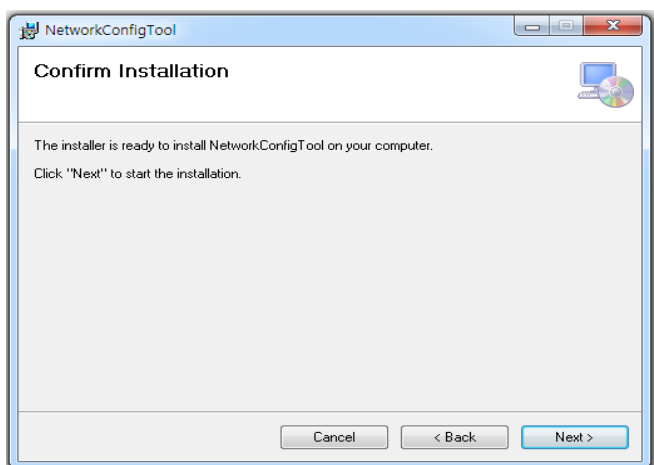 NetworkConfigTool
Confirm Installation
The installer is ready to install NetworkConfigTool on your computer.
Click "Next" to start the installation.
Cancel
< Back
Next >